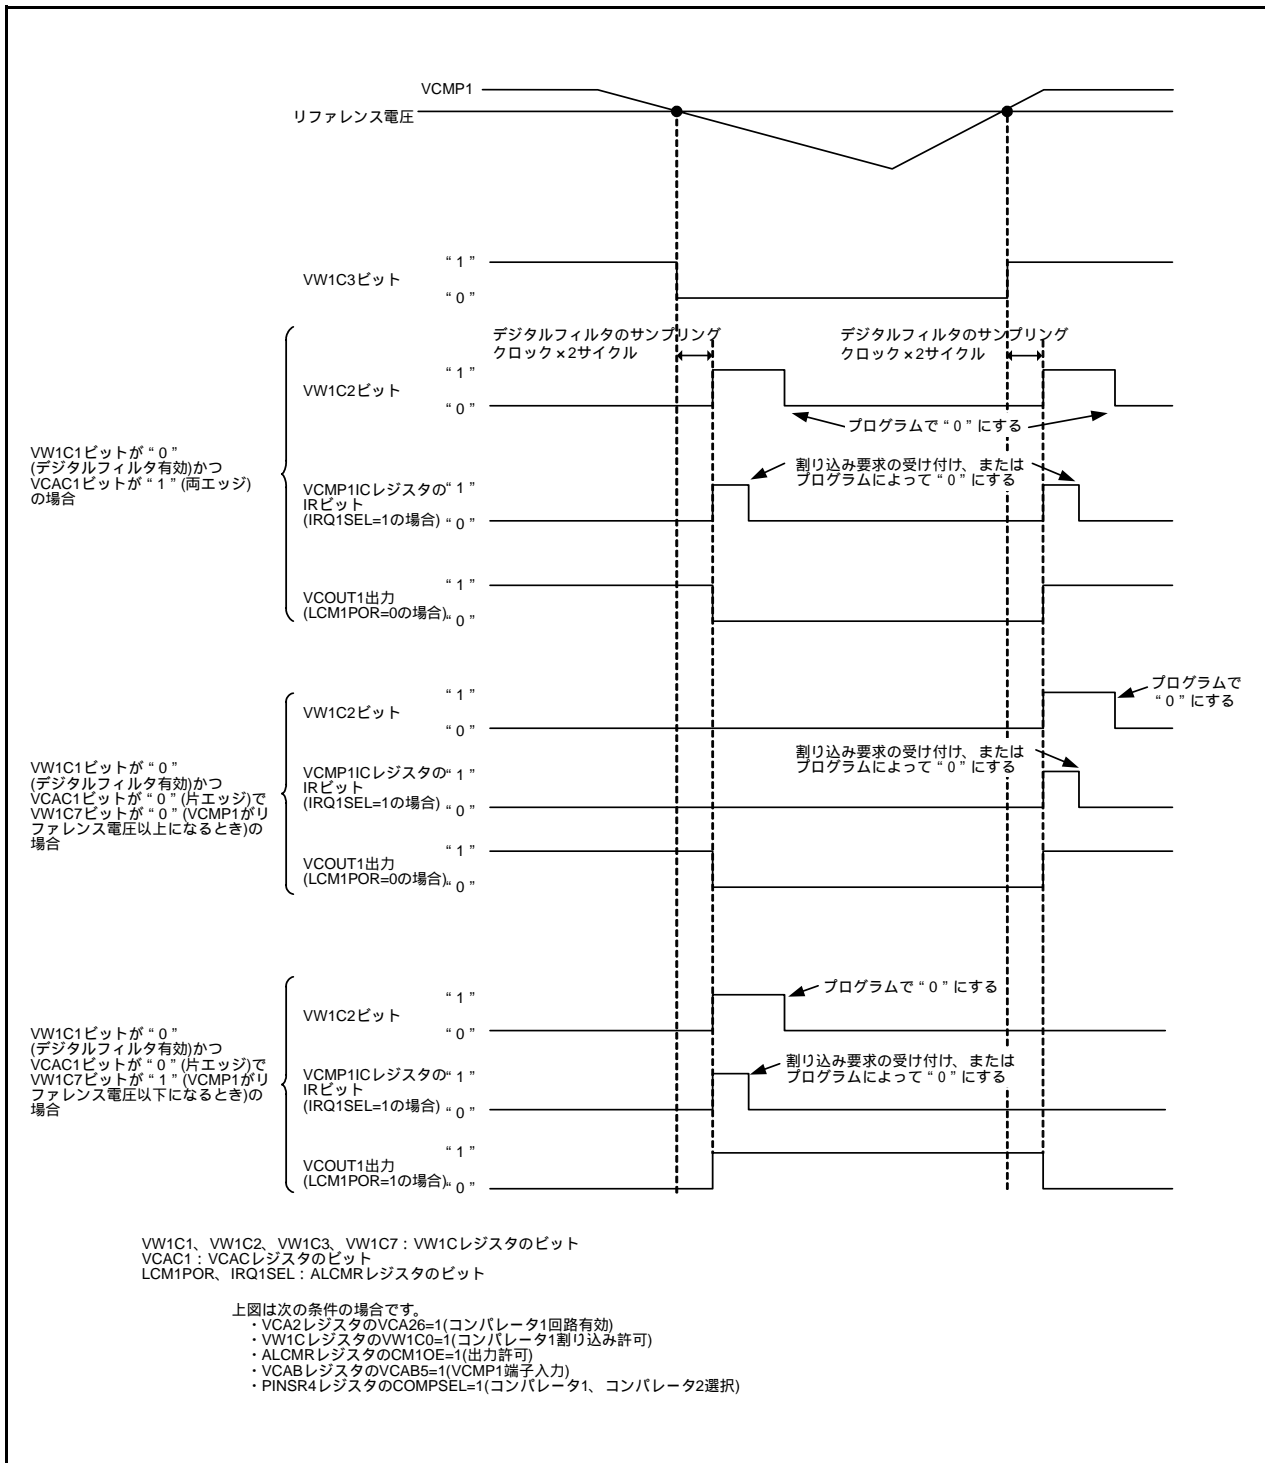 VCMP1
リファレンス電圧
“ 1 ”
VW1C3ビット
“ 0 ”
デジタルフィルタのサンプリング
クロック×2サイクル
デジタルフィルタのサンプリング
クロック×2サイクル
“ 1 ”
VW1C2ビット
“ 0 ”
プログラムで“ 0 ”にする
VW1C1ビットが“ 0 ”
(デジタルフィルタ有効)かつ
VCAC1ビットが“ 1 ”(両エッジ)
の場合
割り込み要求の受け付け、または
プログラムによって“ 0 ”にする
VCMP1ICレジスタの“ 1 ”
IRビット
(IRQ1SEL=1の場合)“ 0 ”
“ 1 ”
VCOUT1出力
(LCM1POR=0の場合)“ 0 ”
“ 1 ”
VW1C2ビット
“ 0 ”
プログラムで
“ 0 ”にする
VW1C1ビットが“ 0 ”
(デジタルフィルタ有効)かつ
VCAC1ビットが“ 0 ”(片エッジ)で
VW1C7ビットが“ 0 ”(VCMP1がリ
ファレンス電圧以上になるとき)の
場合
割り込み要求の受け付け、または
プログラムによって“ 0 ”にする
VCMP1ICレジスタの“ 1 ”
IRビット
(IRQ1SEL=1の場合)“ 0 ”
“ 1 ”
VCOUT1出力
(LCM1POR=0の場合)“ 0 ”
“ 1 ”
VW1C2ビット
“ 0 ”
プログラムで“ 0 ”にする
VW1C1ビットが“ 0 ”
(デジタルフィルタ有効)かつ
VCAC1ビットが“ 0 ”(片エッジ)で
VW1C7ビットが“ 1 ”(VCMP1がリ
ファレンス電圧以下になるとき)の
場合
割り込み要求の受け付け、または
プログラムによって“ 0 ”にする
VCMP1ICレジスタの“ 1 ”
IRビット
(IRQ1SEL=1の場合)“ 0 ”
“ 1 ”
VCOUT1出力
(LCM1POR=1の場合)“ 0 ”
VW1C1、VW1C2、VW1C3、VW1C7：VW1Cレジスタのビット
VCAC1：VCACレジスタのビット
LCM1POR、IRQ1SEL：ALCMRレジスタのビット
上図は次の条件の場合です。
・VCA2レジスタのVCA26=1(コンパレータ1回路有効)
・VW1CレジスタのVW1C0=1(コンパレータ1割り込み許可)
・ALCMRレジスタのCM1OE=1(出力許可)
・VCABレジスタのVCAB5=1(VCMP1端子入力)
・PINSR4レジスタのCOMPSEL=1(コンパレータ1、コンパレータ2選択)